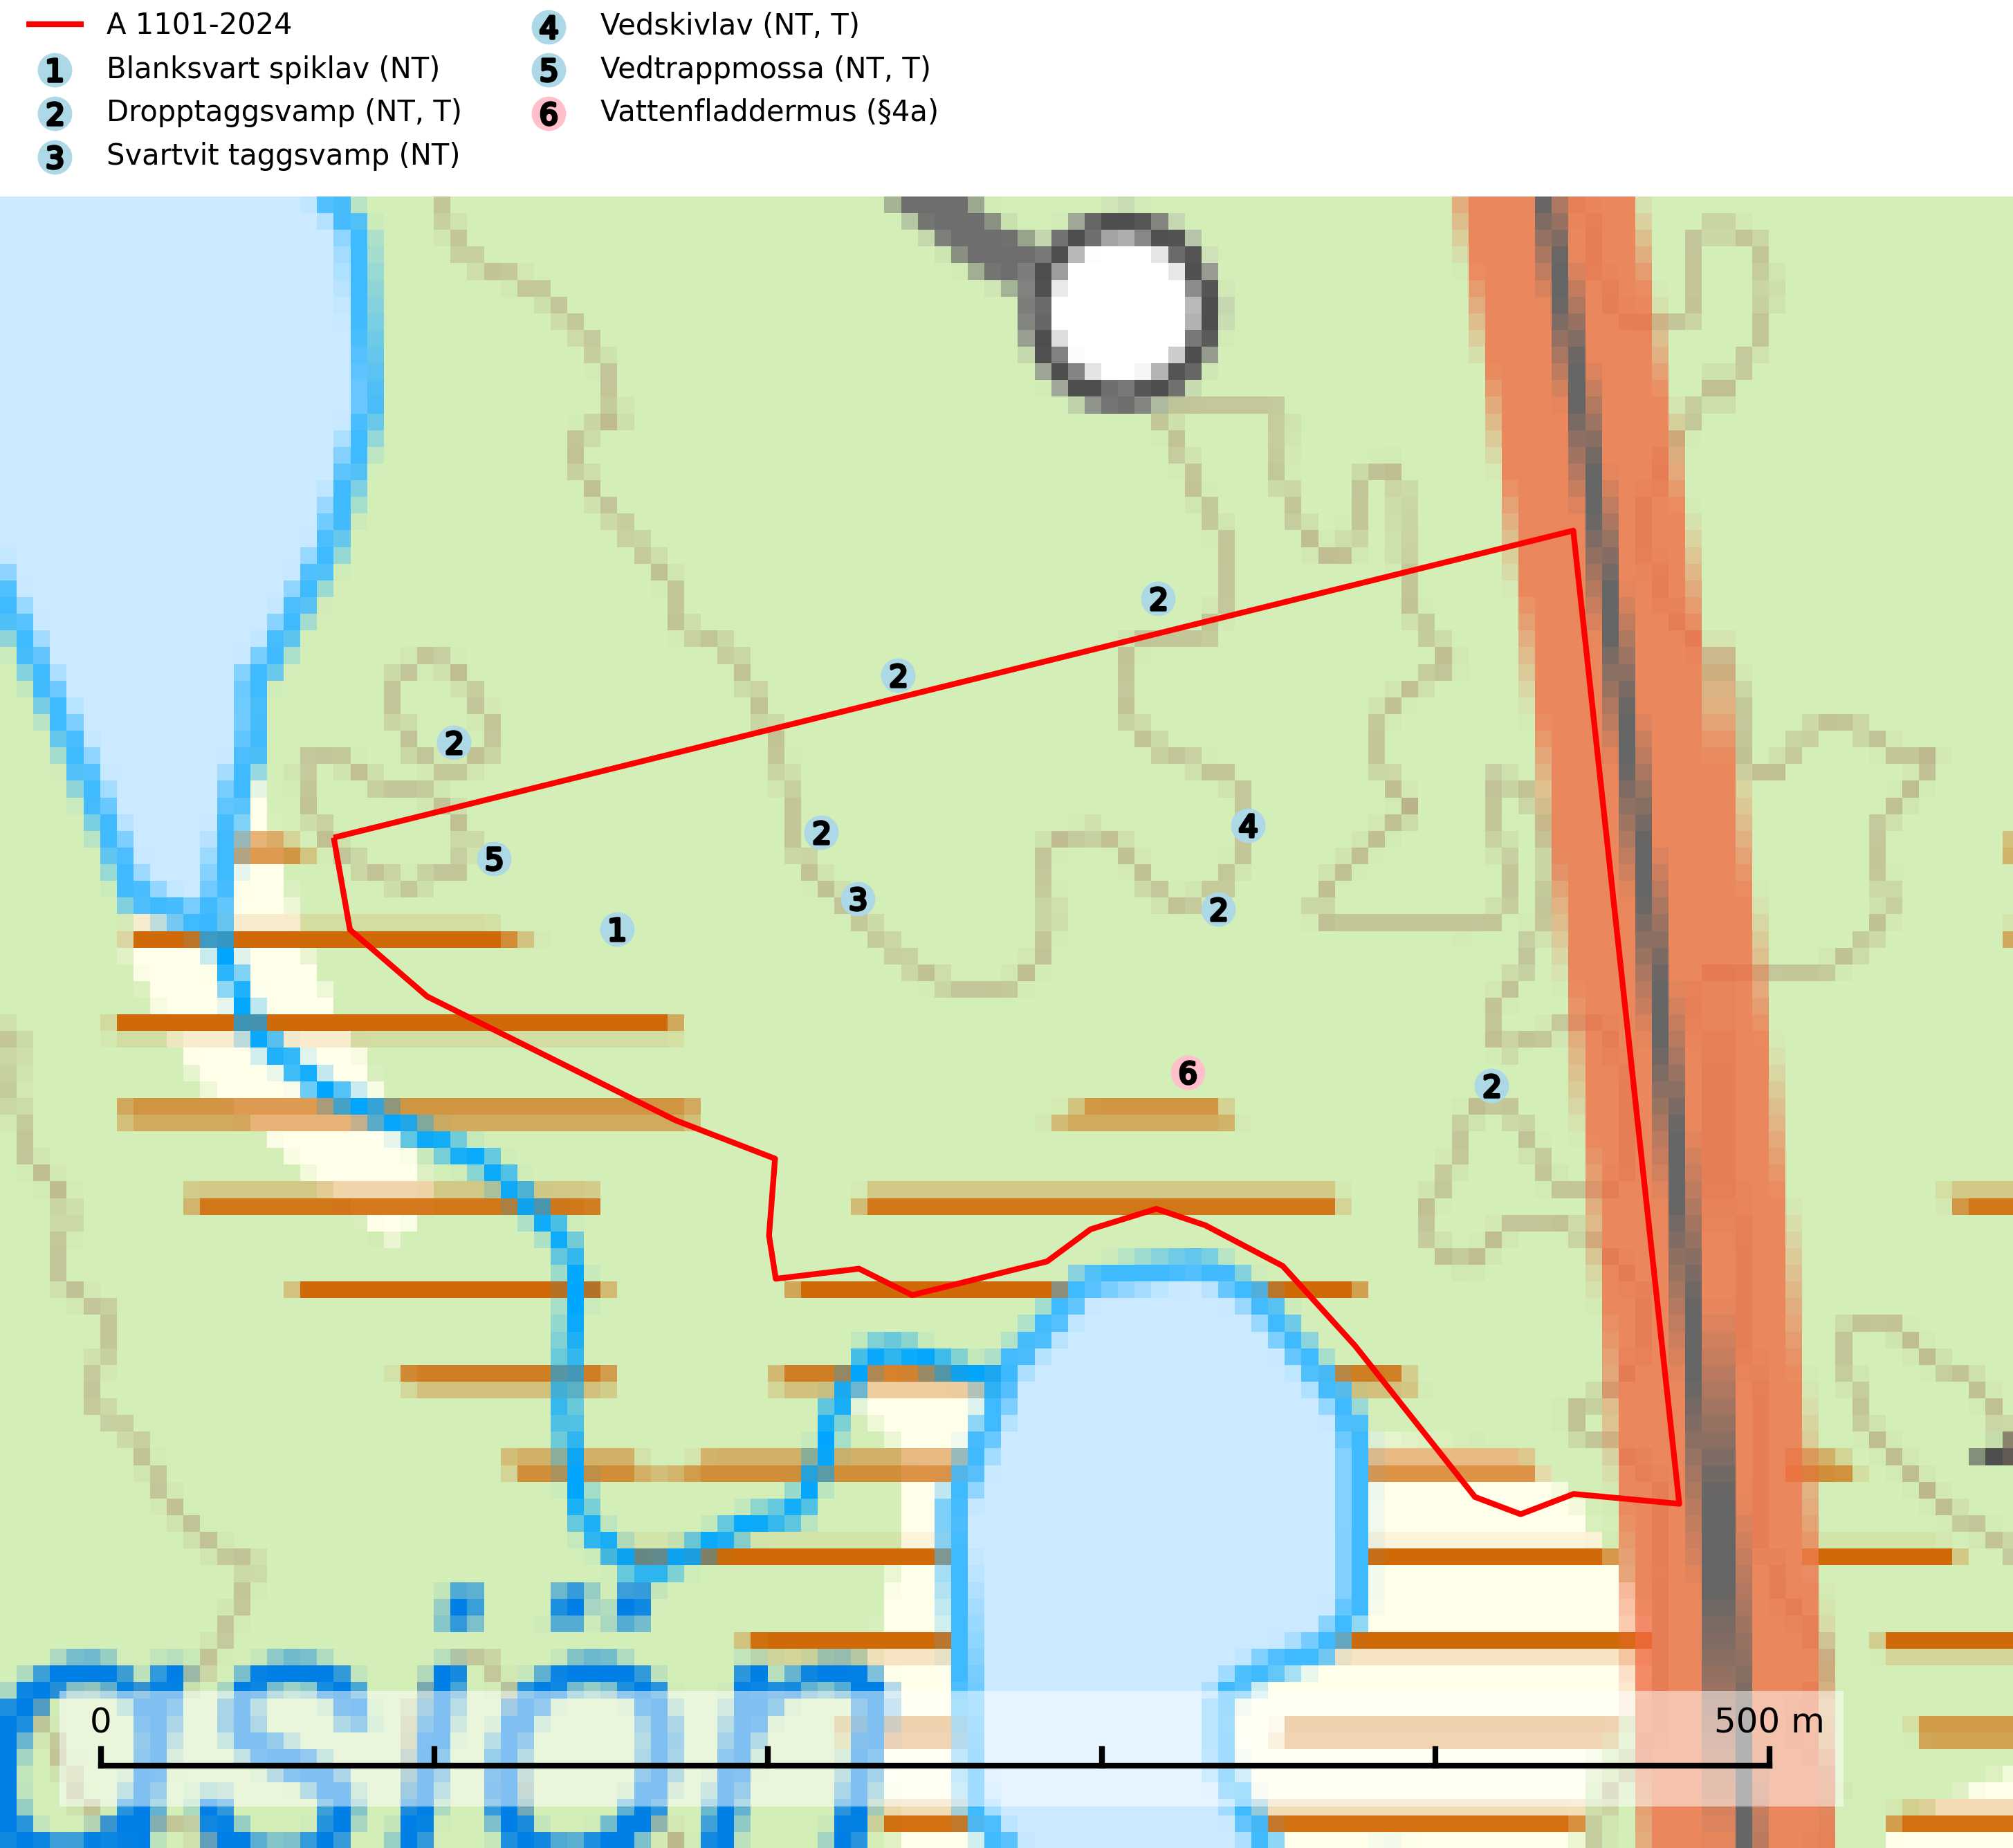 A 1101-2024
1 Blanksvart spiklav (NT)
2 Dropptaggsvamp (NT, T)
3 Svartvit taggsvamp (NT)
4 Vedskivlav (NT, T)
5 Vedtrappmossa (NT, T)
6 Vattenfladdermus (§4a)
2
2
2
2
4
5
3
2
1
6
2
0
500 m